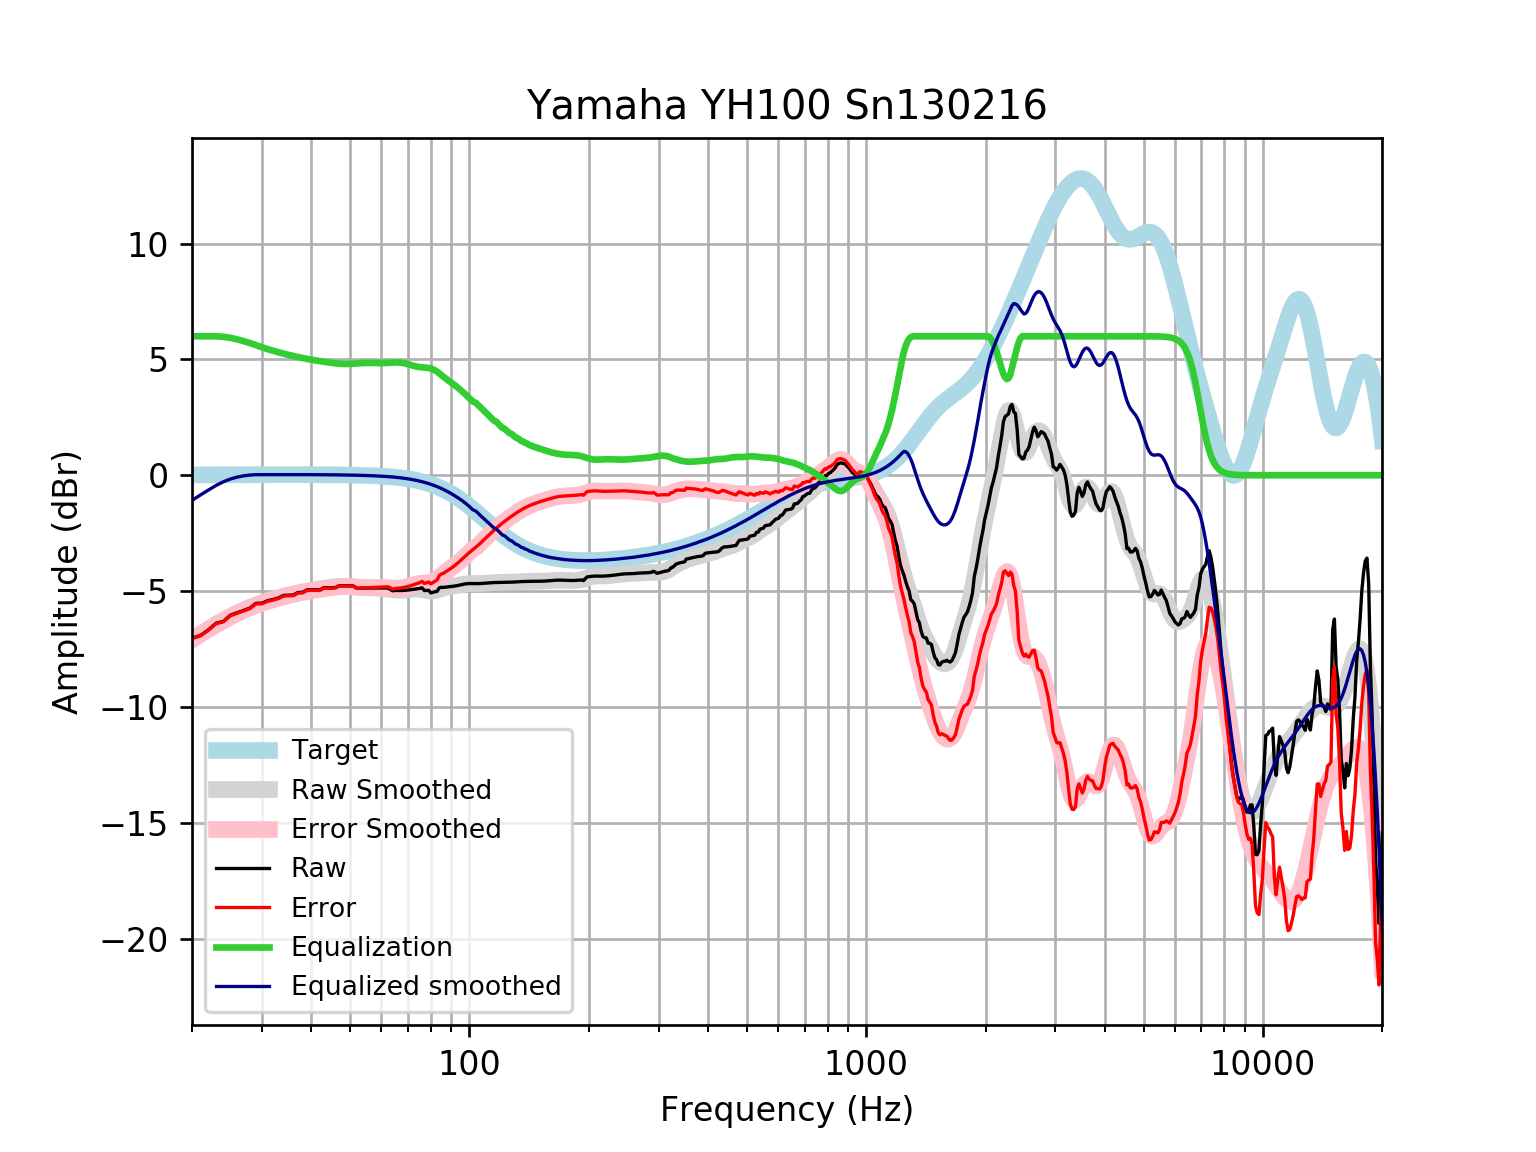 Yamaha YH100 Sn130216
Amplitude (dBr)
10
5
0
−5
−10
−15
−20
Target
Raw Smoothed
Error Smoothed
Raw
Error
Equalization
Equalized smoothed
100
1000
10000
Frequency (Hz)